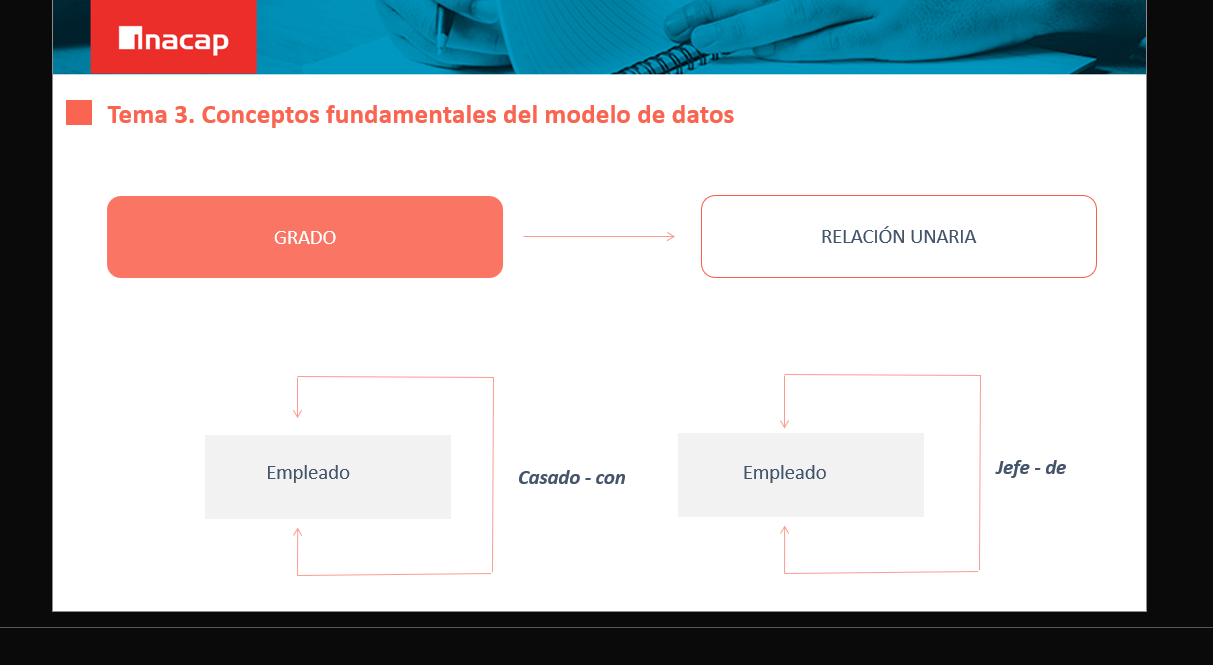 Inacap
Tema 3. Conceptos fundamentales del modelo de datos
GRADO
RELACIÓN UNARIA
Empleado
Casado - con
Empleado
Jefe - de